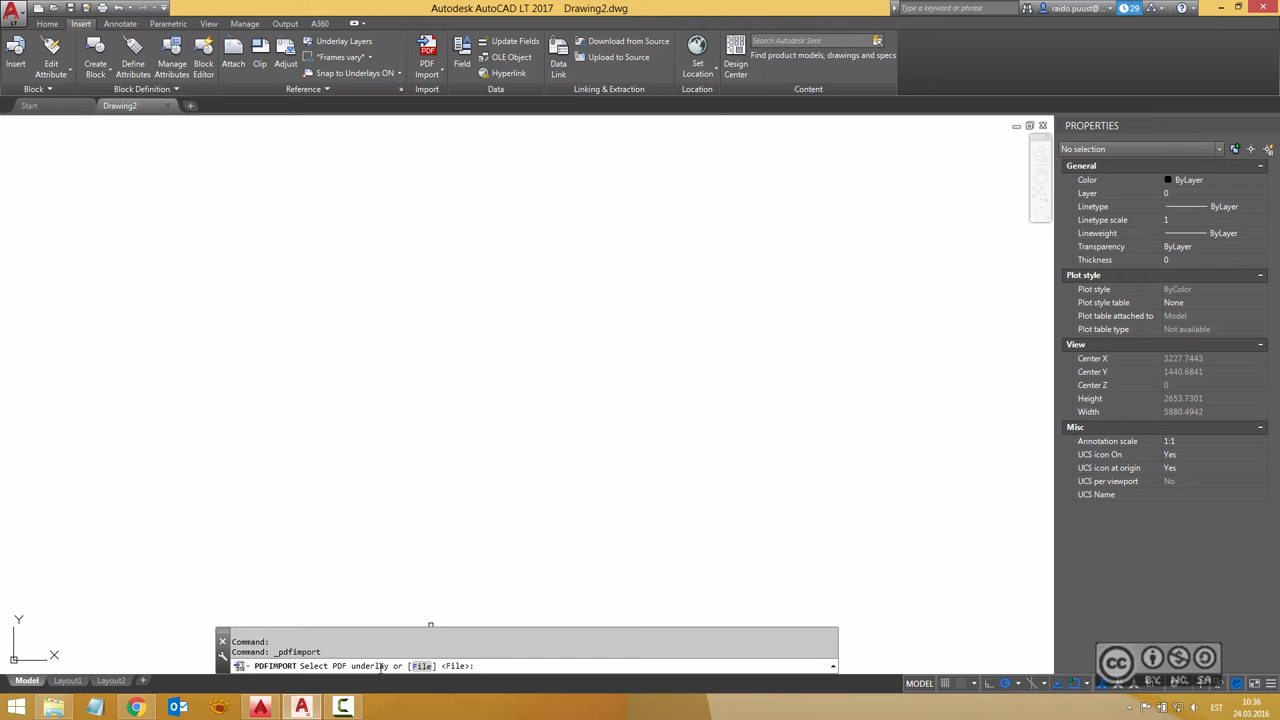 Autodesk AutoCAD LT 2017 Drawing2.dwg
Type a keyword or phrase
raido.puust@...
29
LT
Home Insert Annotate Parametric View Manage Output A360
Insert
Edit
Attribute
Create
Block
Define
Attributes
Manage
Attributes
Block
Editor
Attach
Clip
Adjust
Underlay Layers
*Frames vary*
Snap to Underlays ON
PDF
Import
Field
Update Fields
OLE Object
Hyperlink
Data
Link
Download from Source
Upload to Source
Set
Location
Design
Center
Search Autodesk Seek
Find product models, drawings and specs
Block Block Definition Reference Import Data Linking & Extraction Location Content
Start Drawing2
PROPERTIES
No selection
General
Color ByLayer
Layer 0
Linetype ByLayer
Linetype scale 1
Lineweight ByLayer
Transparency ByLayer
Thickness 0
Plot style
Plot style ByColor
Plot style table None
Plot table attached to Model
Plot table type Not available
View
Center X 3227.7443
Center Y 1440.6841
Center Z 0
Height 2653.7301
Width 5880.4942
Misc
Annotation scale 1:1
UCS icon On Yes
UCS icon at origin Yes
UCS per viewport No
UCS Name
Y
X
Command:
Command: _pdfimport
PDFIMPORT Select PDF underlay or [File] <File>:
Model Layout1 Layout2
MODEL
cc
BY NC SA
EST
10:36
24.03.2016